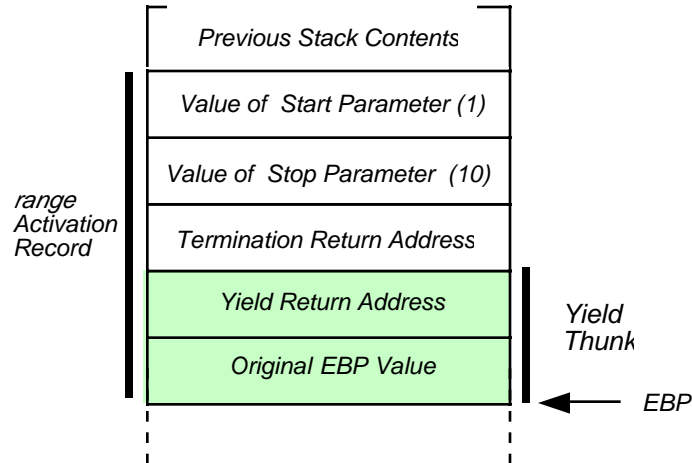 Previous Stack Contents
Value of Start Parameter (1)
Value of Stop Parameter (10)
range
Activation
Record
Termination Return Address
Yield Return Address
Yield
Thunk
Original EBP Value
EBP